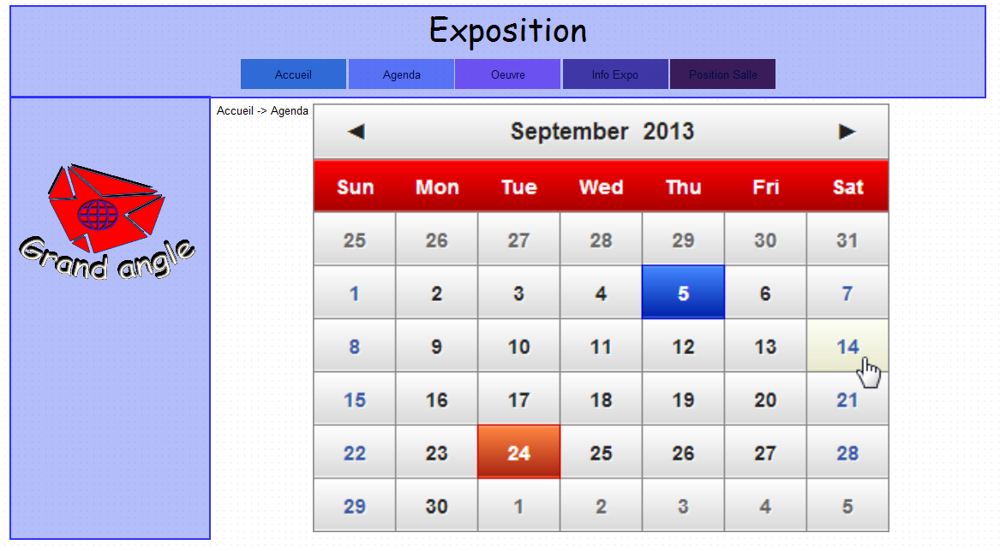 Exposition
Accueil Agenda Oeuvre Info Expo Position Salle
Grand angle
Accueil -> Agenda
◄ September 2013 ►
Sun Mon Tue Wed Thu Fri Sat
25 26 27 28 29 30 31
1 2 3 4 5 6 7
8 9 10 11 12 13 14
15 16 17 18 19 20 21
22 23 24 25 26 27 28
29 30 1 2 3 4 5